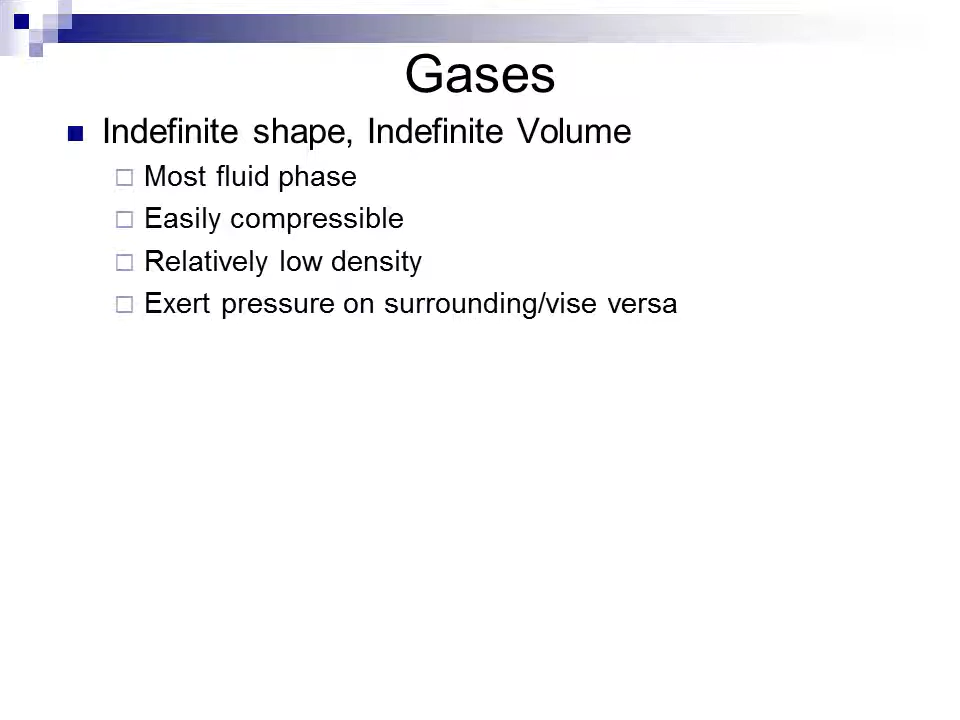 Gases
Indefinite shape, Indefinite Volume
Most fluid phase
Easily compressible
Relatively low density
Exert pressure on surrounding/vise versa